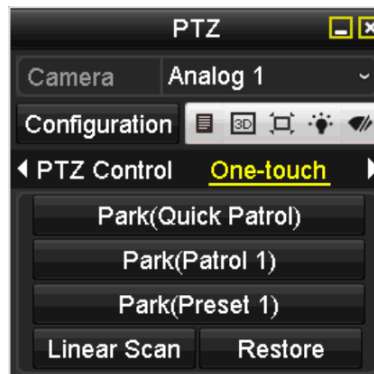 PTZ
Camera Analog 1
Configuration 3D
PTZ Control One-touch
Park(Quick Patrol)
Park(Patrol 1)
Park(Preset 1)
Linear Scan Restore